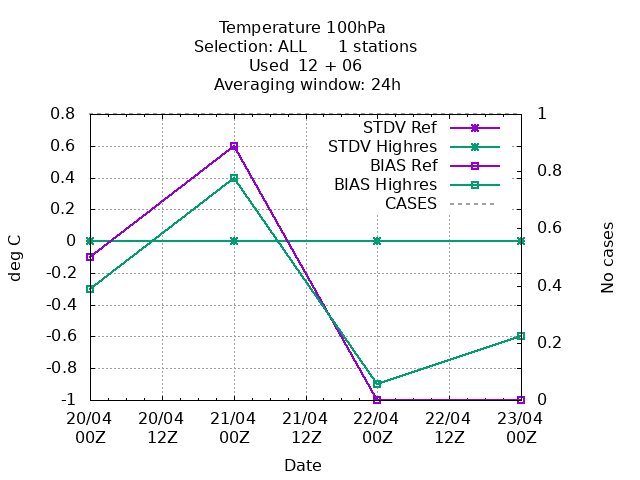 Temperature 100hPa
Selection: ALL      1 stations
Used  12 + 06
Averaging window: 24h
0.8
0.6
0.4
0.2
0
-0.2
-0.4
-0.6
-0.8
-1
deg C
STDV Ref
STDV Highres
BIAS Ref
BIAS Highres
CASES
1
0.8
0.6
0.4
0.2
0
No cases
20/04 20/04 21/04 21/04 22/04 22/04 23/04
00Z 12Z 00Z 12Z 00Z 12Z 00Z
Date